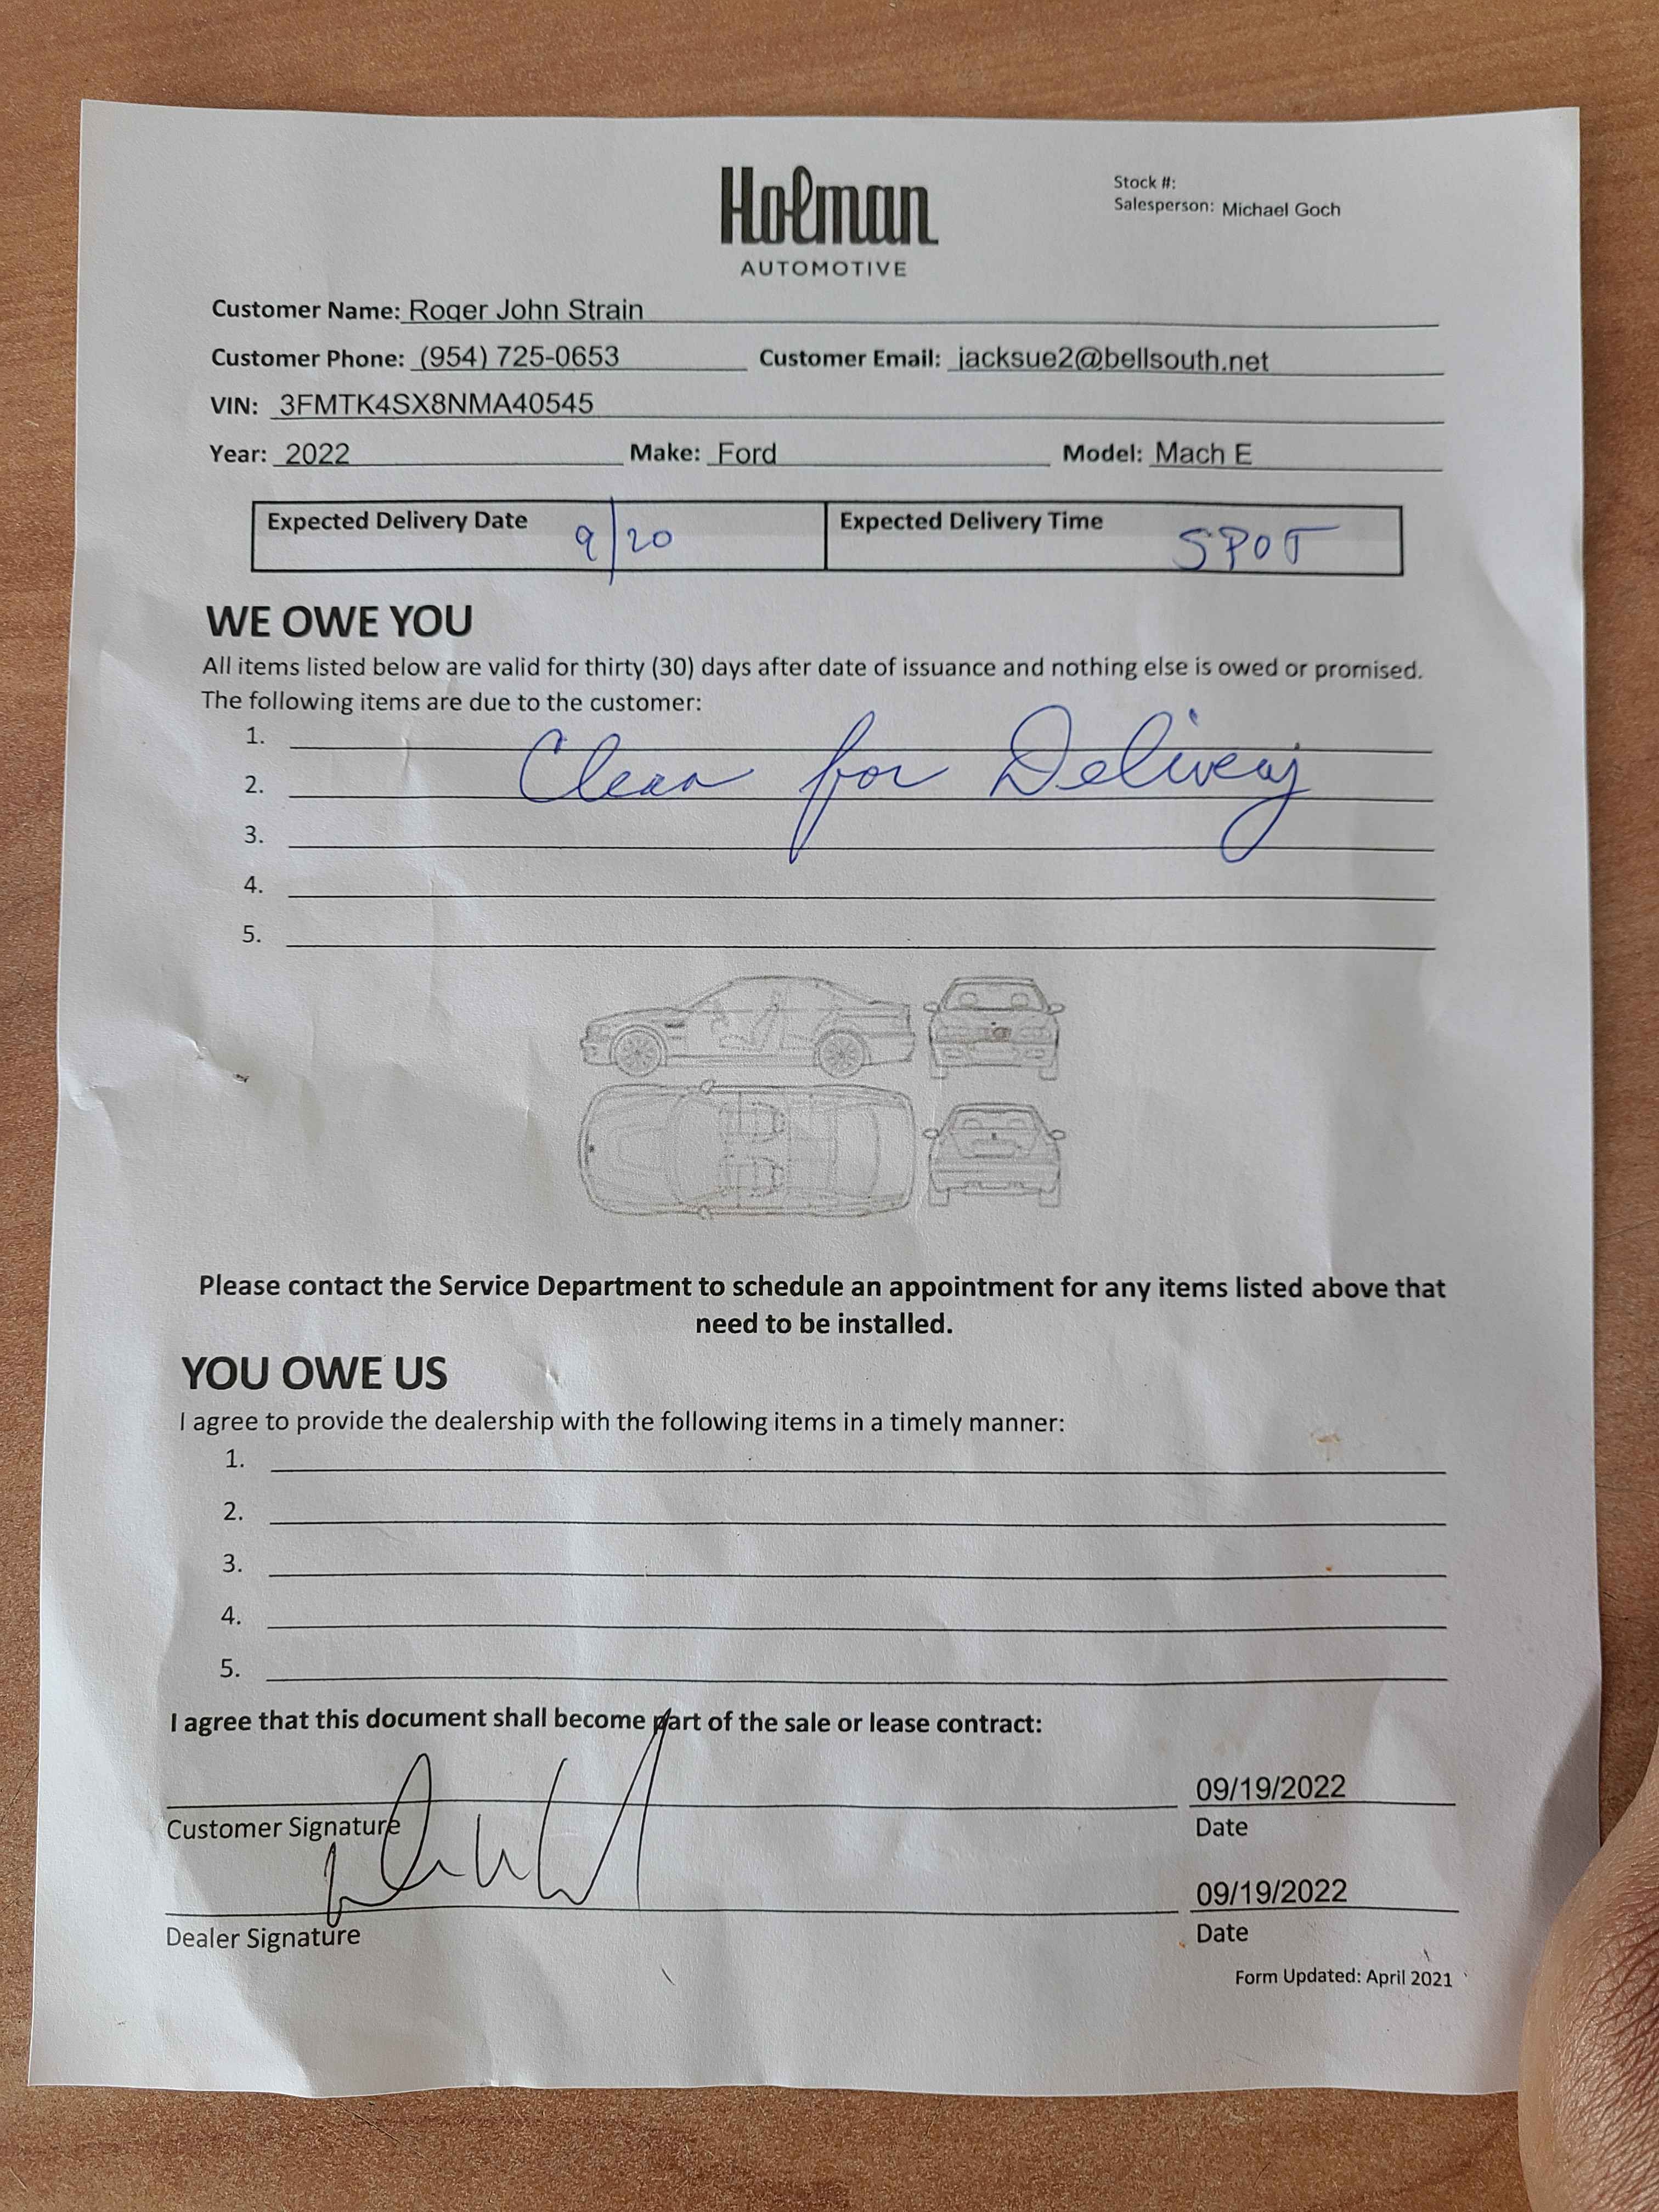 Holman
AUTOMOTIVE
Stock #:
Salesperson: Michael Goch
Customer Name: Roger John Strain
Customer Phone: (954) 725-0653 Customer Email: jacksue2@bellsouth.net
VIN: 3FMTK4SX8NMA40545
Year: 2022 Make: Ford Model: Mach E
Expected Delivery Date 9/20 Expected Delivery Time SPOT
WE OWE YOU
All items listed below are valid for thirty (30) days after date of issuance and nothing else is owed or promised.
The following items are due to the customer:
1.
2. Clean for Delivery
3.
4.
5.
Please contact the Service Department to schedule an appointment for any items listed above that
need to be installed.
YOU OWE US
I agree to provide the dealership with the following items in a timely manner:
1.
2.
3.
4.
5.
I agree that this document shall become part of the sale or lease contract:
09/19/2022
Customer Signature Date
09/19/2022
Dealer Signature Date
Form Updated: April 2021